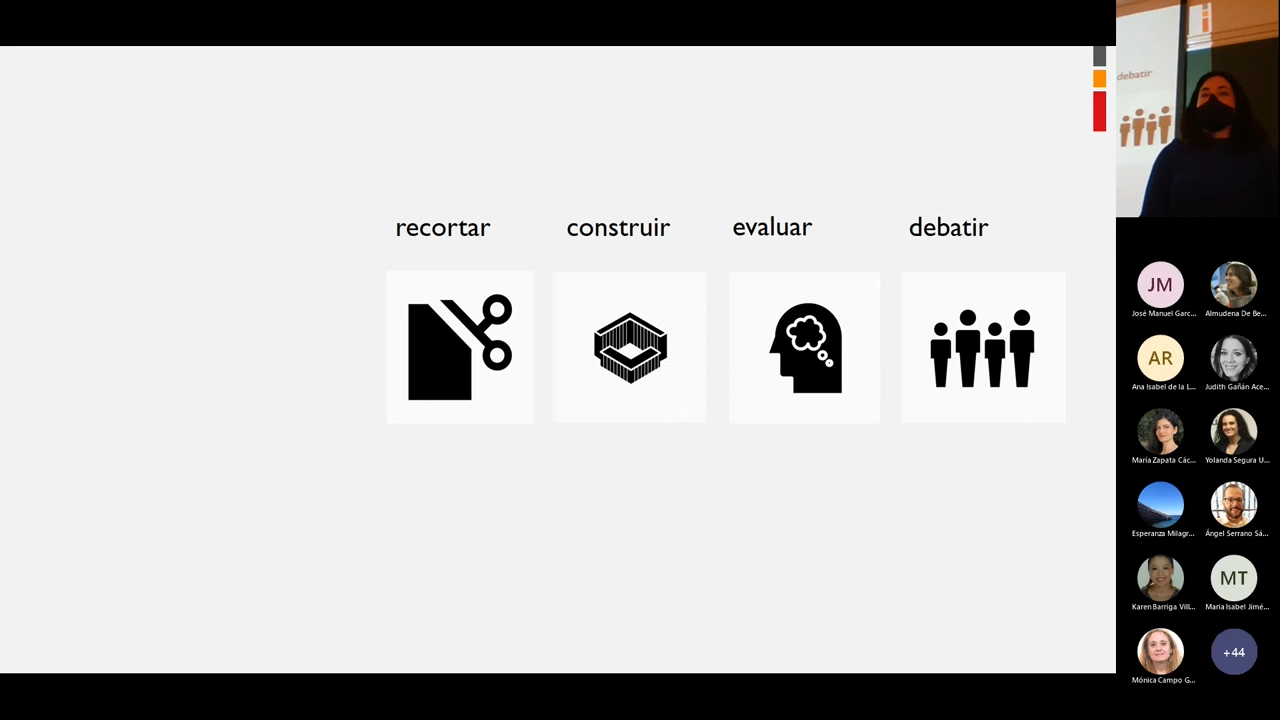 recortar
construir
evaluar
debatir
debatir
JM
José Manuel Garc...
Almudena De Be...
AR
Ana Isabel de la L...
Judith Gañán Ace...
María Zapata Các...
Yolanda Segura U...
Esperanza Milagr...
Ángel Serrano Sá...
Karen Barriga Vill...
MT
Maria Isabel Jimé...
Mónica Campo G...
+44